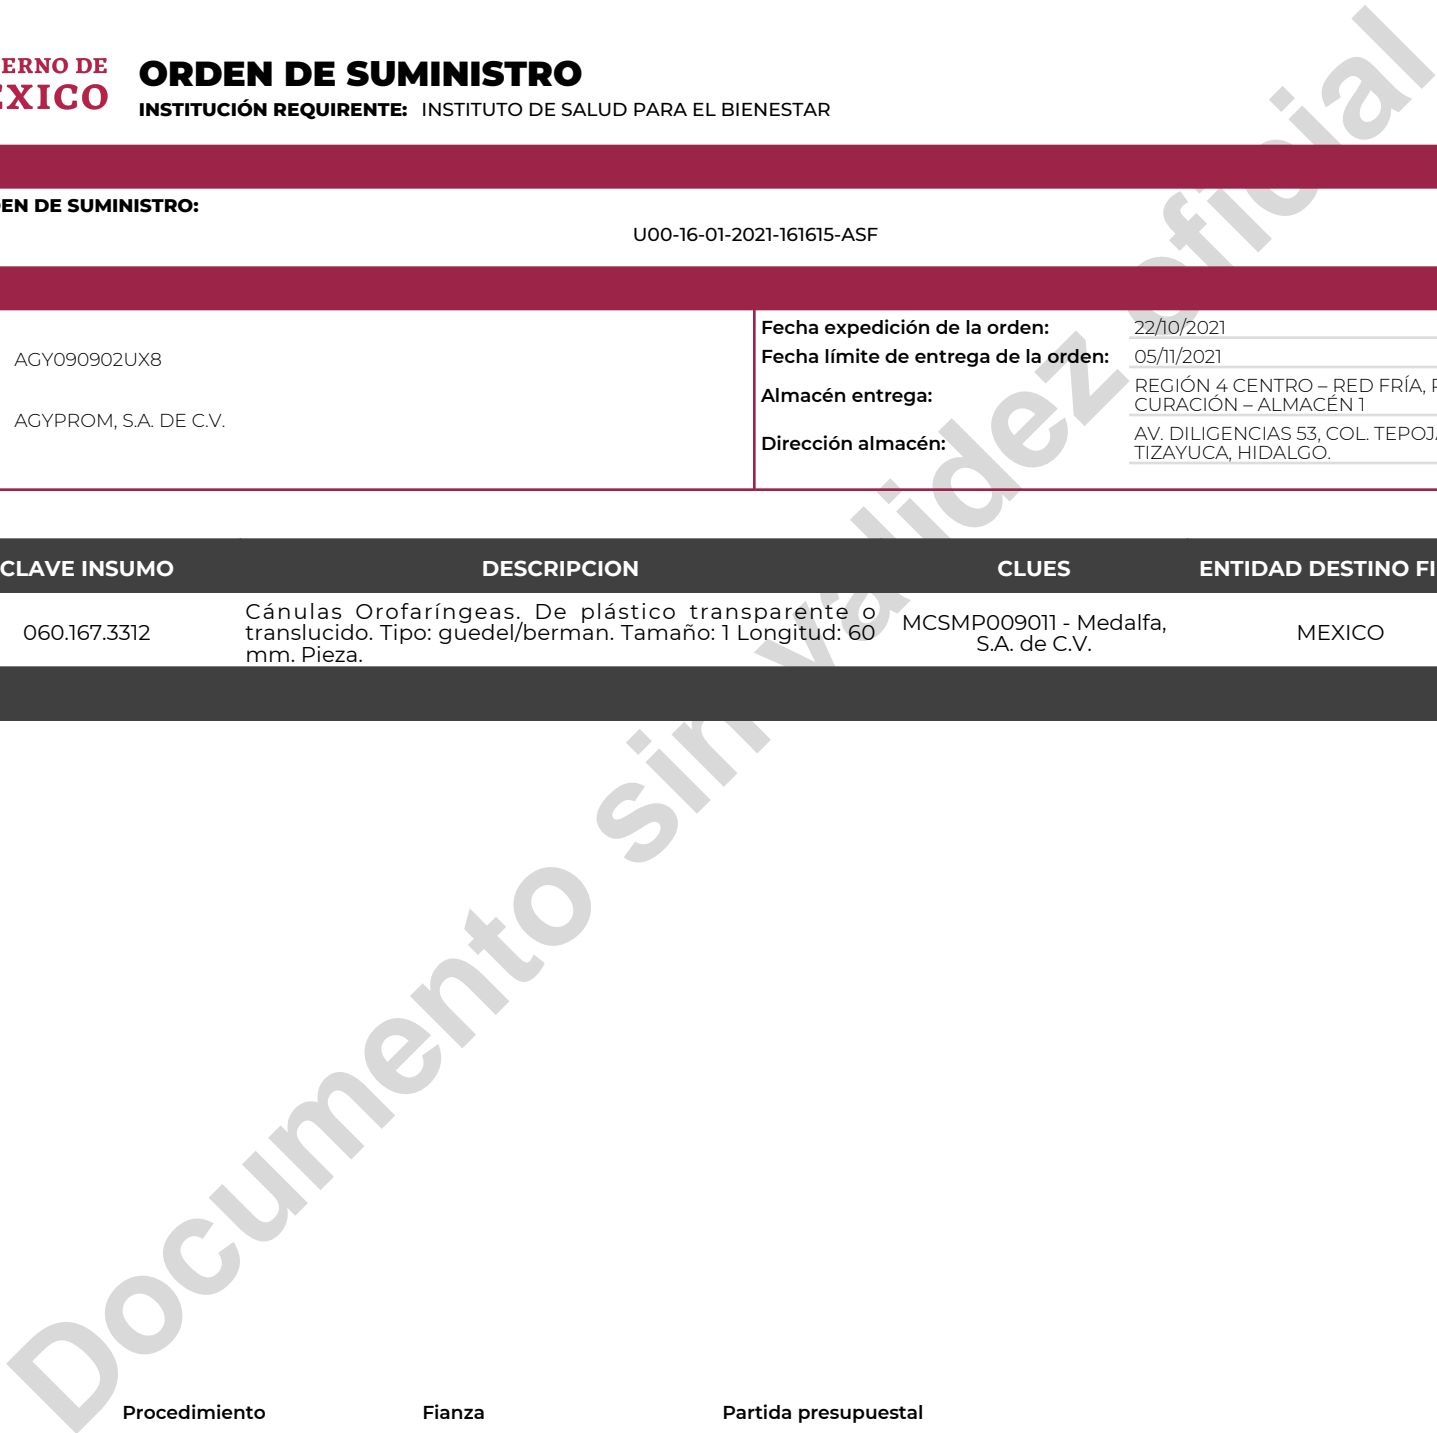 ERNO DE
EXICO
ORDEN DE SUMINISTRO
INSTITUCIÓN REQUIRENTE: INSTITUTO DE SALUD PARA EL BIENESTAR
EN DE SUMINISTRO:
U00-16-01-2021-161615-ASF
AGY090902UX8
AGYPROM, S.A. DE C.V.
Fecha expedición de la orden: 22/10/2021
Fecha límite de entrega de la orden: 05/11/2021
Almacén entrega: REGIÓN 4 CENTRO – RED FRÍA,
CURACIÓN – ALMACÉN 1
Dirección almacén: AV. DILIGENCIAS 53, COL. TEPOJ
TIZAYUCA, HIDALGO.
CLAVE INSUMO DESCRIPCION CLUES ENTIDAD DESTINO FI
060.167.3312
Cánulas Orofaríngeas. De plástico transparente o
translucido. Tipo: guedel/berman. Tamaño: 1 Longitud: 60
mm. Pieza.
MCSMP009011 - Medalfa,
S.A. de C.V.
MEXICO
Documento sin validez oficial
Procedimiento Fianza Partida presupuestal